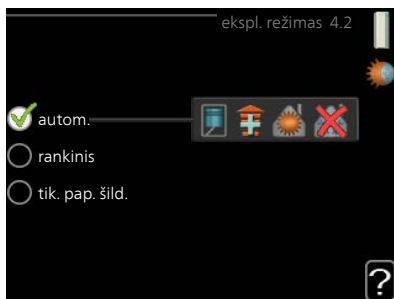 ekspl. režimas 4.2
autom.
rankinis
tik. pap. šild.
?